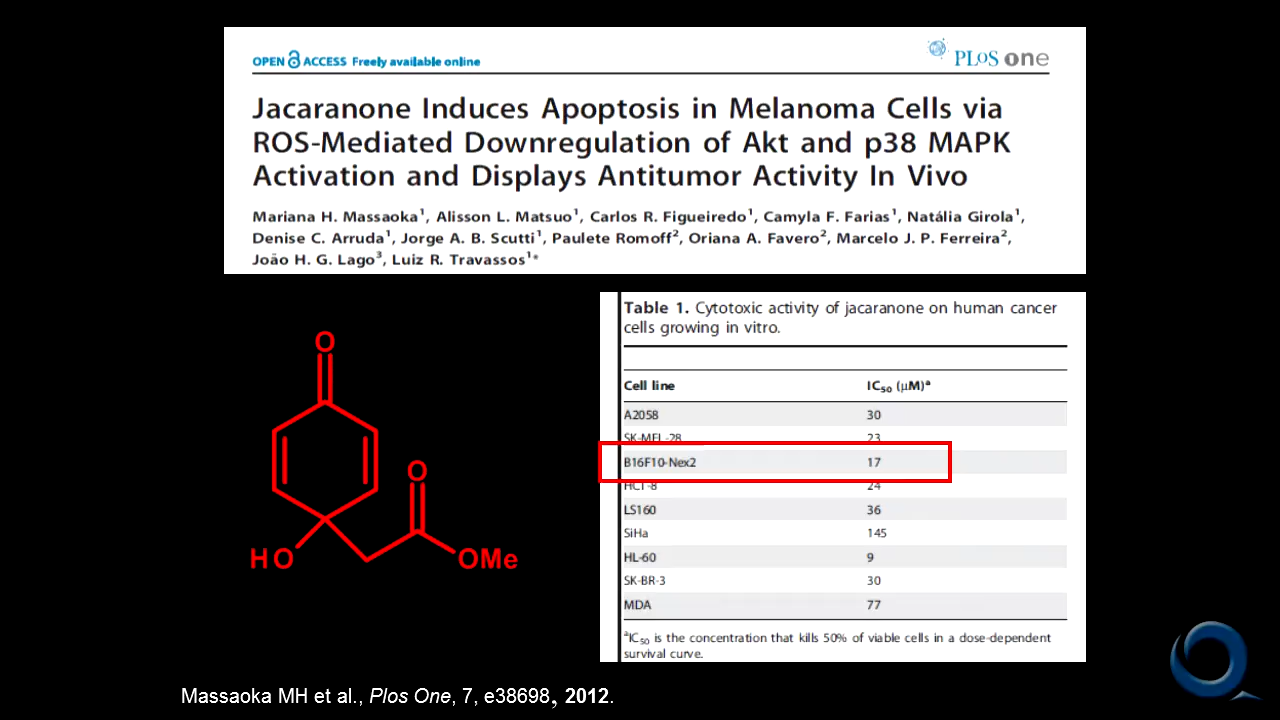 OPEN ACCESS Freely available online
PLoS one
Jacaranone Induces Apoptosis in Melanoma Cells via
ROS-Mediated Downregulation of Akt and p38 MAPK
Activation and Displays Antitumor Activity In Vivo
Mariana H. Massaoka¹, Alisson L. Matsuo¹, Carlos R. Figueiredo¹, Camyla F. Farias¹, Natália Girola¹,
Denise C. Arruda¹, Jorge A. B. Scutti¹, Paulete Romoff², Oriana A. Favero², Marcelo J. P. Ferreira²,
João H. G. Lago³, Luiz R. Travassos¹*
O
O
HO
OMe
Table 1. Cytotoxic activity of jacaranone on human cancer
cells growing in vitro.
Cell line IC₅₀ (μM)ᵃ
A2058 30
SK-MEL-28 23
B16F10-Nex2 17
HCT-8 24
LS160 36
SiHa 145
HL-60 9
SK-BR-3 30
MDA 77
ᵃIC₅₀ is the concentration that kills 50% of viable cells in a dose-dependent
survival curve.
Massaoka MH et al., Plos One, 7, e38698, 2012.